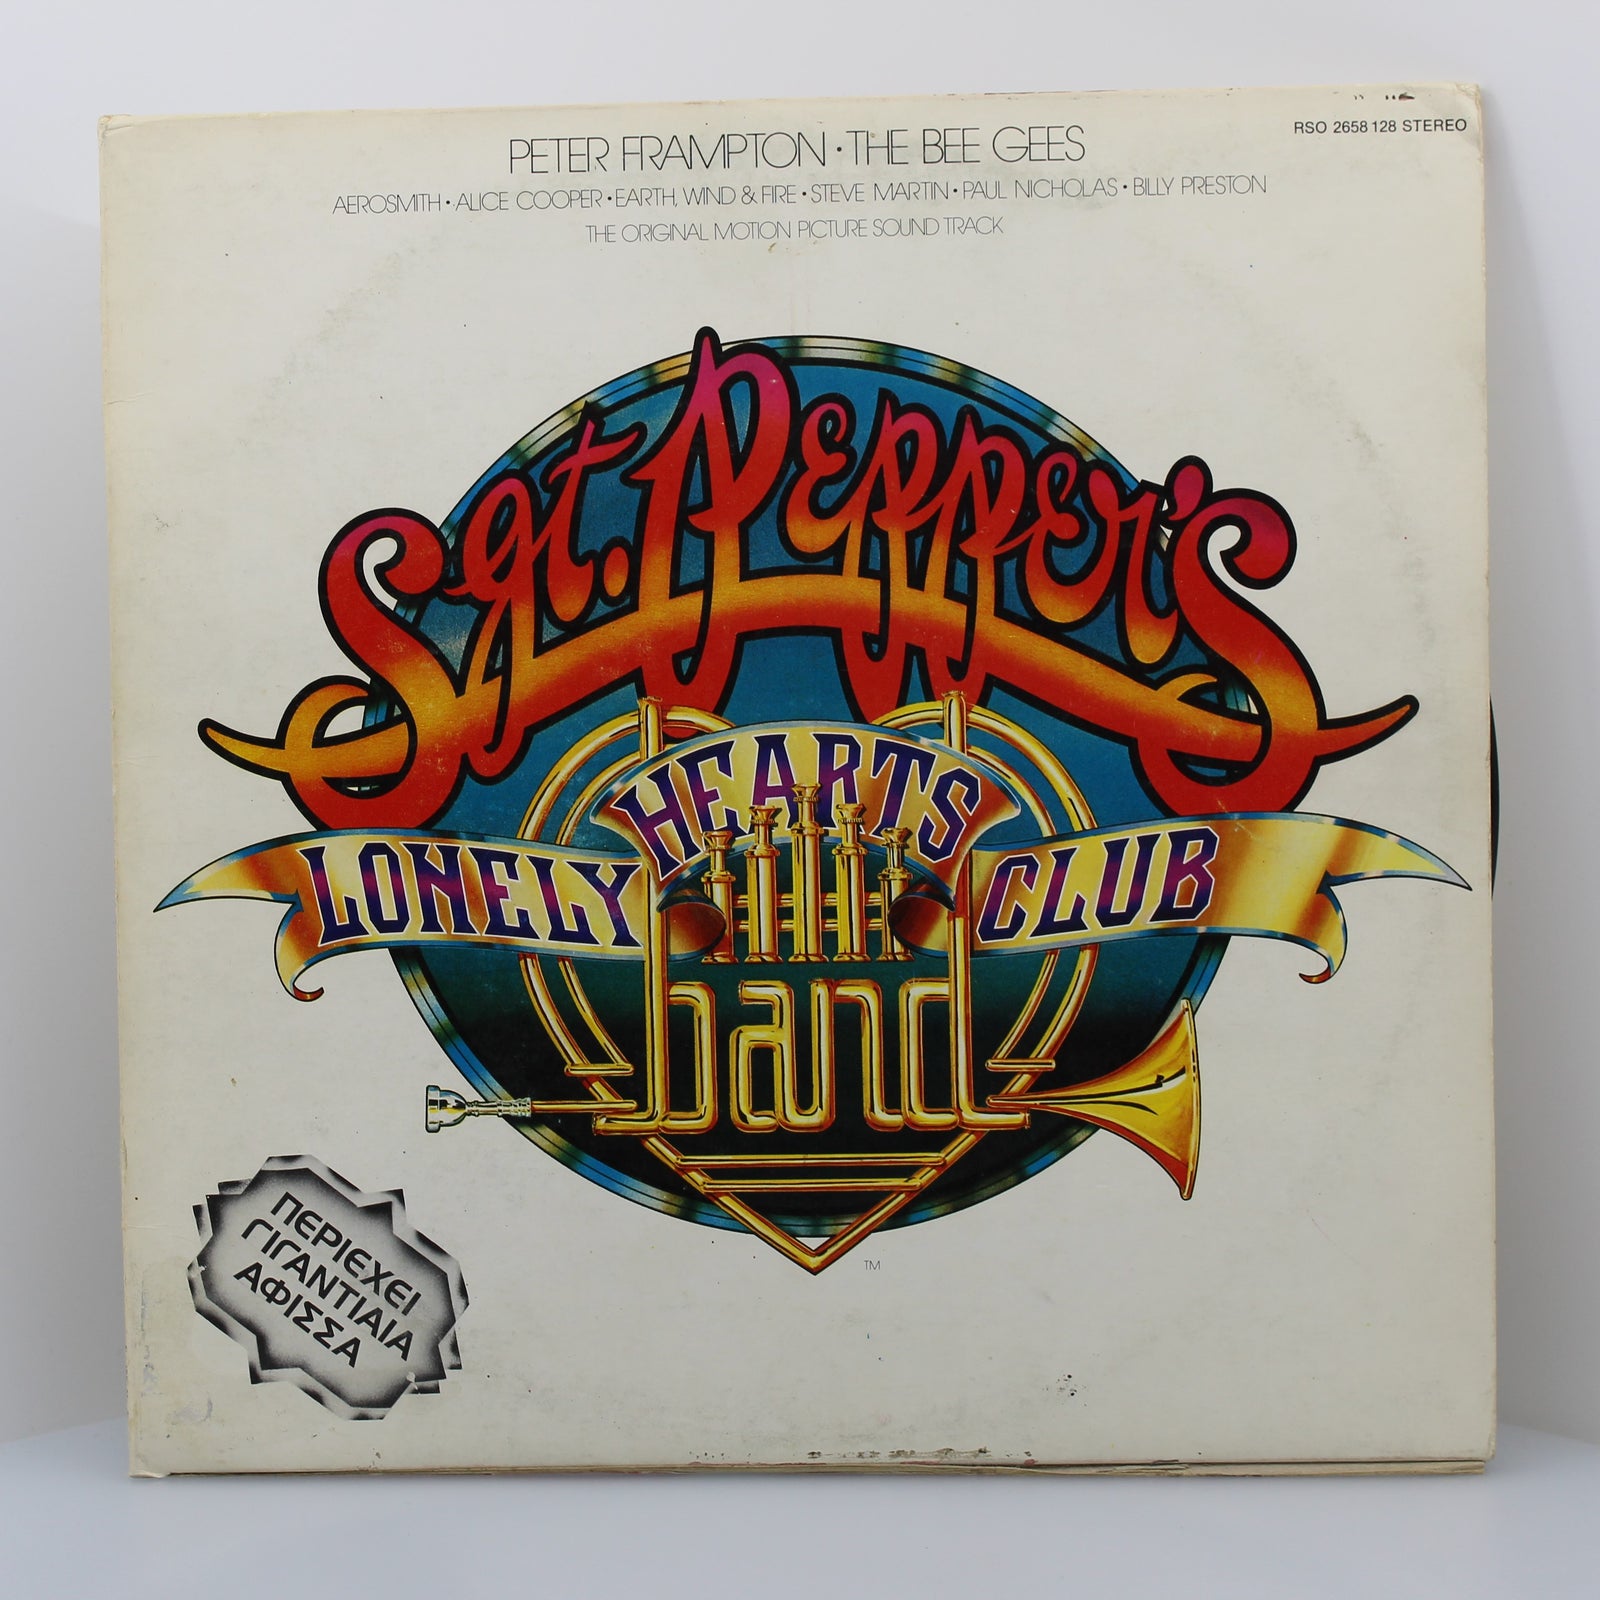 PETER FRAMPTON • THE BEE GEES
RSO 2658 128 STEREO
AEROSMITH • ALICE COOPER • EARTH, WIND & FIRE • STEVE MARTIN • PAUL NICHOLAS • BILLY PRESTON
THE ORIGINAL MOTION PICTURE SOUND TRACK
Sgt. Pepper's
LONELY HEARTS CLUB
band
TM
ΠΕΡΙΕΧΕΙ
ΓΙΓΑΝΤΙΑΙΑ
ΑΦΙΣΣΑ